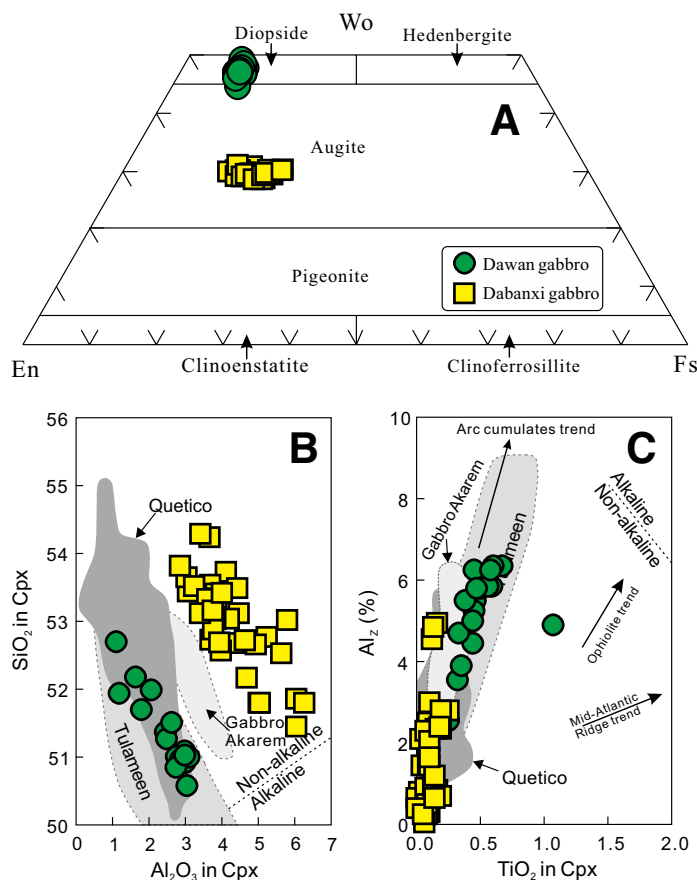 Wo
Diopside
Hedenbergite
A
Augite
Dawan gabbro
Dabanxi gabbro
Pigeonite
En
Clinoenstatite
Clinoferrosillite
Fs
B
SiO₂ in Cpx
56
55
54
53
52
51
50
Quetico
Gabbro
Akarem
Tulameen
Non-alkaline
Alkaline
0 1 2 3 4 5 6 7
Al₂O₃ in Cpx
C
Al_Z (%)
10
8
6
4
2
0
Arc cumulates trend
GabbroAkarem
meen
Alkaline
Non-alkaline
Ophiolite trend
Mid-Atlantic
Ridge trend
Quetico
0.0 0.5 1.0 1.5 2.0
TiO₂ in Cpx